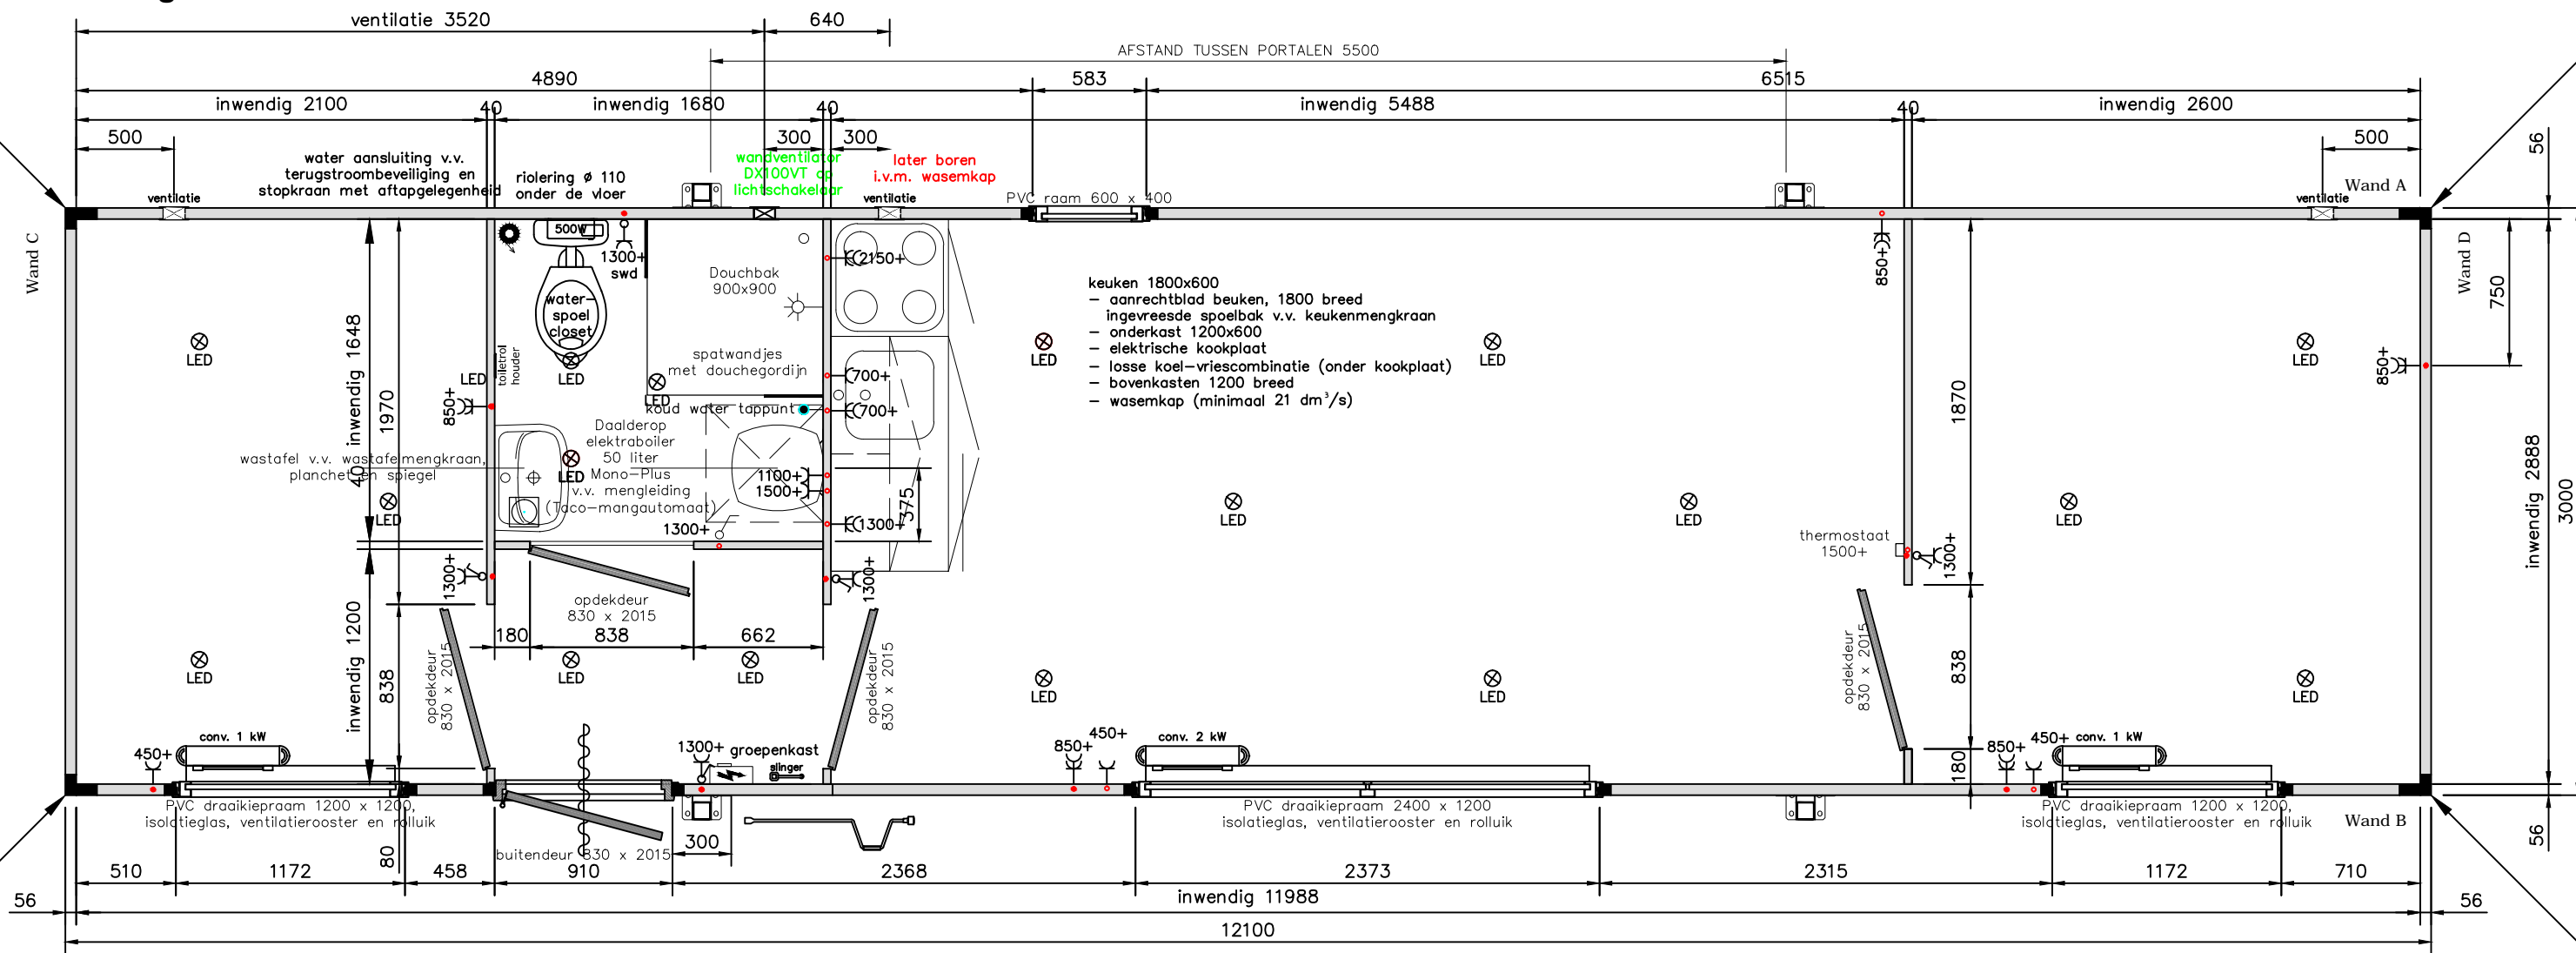 ventilatie 3520
640
AFSTAND TUSSEN PORTALEN 5500
4890
583
6515
inwendig 2100
40
inwendig 1680
40
inwendig 5488
40
inwendig 2600
500
300
300
500
56
water aansluiting v.v.
terugstroombeveiliging en
stopkraan met aftapgelegenheid
riolering ø 110
onder de vloer
wandventilator
DX100VT op
lichtschakelaar
later boren
i.v.m. wasemkap
ventilatie
ventilatie
PVC raam 600 x 400
Wand A
ventilatie
Wand C
Wand D
500W
1300+
swd
2150+
Douchbak
900x900
850+
750
water-
spoel
closet
toiletrol
houder
keuken 1800x600
- aanrechtblad beuken, 1800 breed
ingevreesde spoelbak v.v. keukenmengkraan
- onderkast 1200x600
- elektrische kookplaat
- losse koel-vriescombinatie (onder kookplaat)
- bovenkasten 1200 breed
- wasemkap (minimaal 21 dm³/s)
LED
LED
LED
LED
inwendig 1648
40
1970
LED
LED
LED
spatwandjes
met douchegordijn
700+
850+
koud water tappunt
700+
1870
850+
Daalderop
elektraboiler
50 liter
Mono-Plus
v.v. mengleiding
(Taco-mangautomaat)
wastafel v.v. wastafelmengkraan,
planchet en spiegel
LED
LED
1100+
1500+
1300+
375
1300+
LED
LED
LED
thermostaat
1500+
1300+
inwendig 2888
3000
1300+
1300+
opdekdeur
830 x 2015
180
838
662
inwendig 1200
838
opdekdeur
830 x 2015
opdekdeur
830 x 2015
opdekdeur
830 x 2015
838
LED
LED
LED
LED
LED
LED
conv. 1 kW
450+
1300+
groepenkast
slinger
850+
450+
conv. 2 kW
850+
450+
conv. 1 kW
180
PVC draaikiepraam 1200 x 1200,
isolatieglas, ventilatierooster en rolluik
PVC draaikiepraam 2400 x 1200
isolatieglas, ventilatierooster en rolluik
PVC draaikiepraam 1200 x 1200,
isolatieglas, ventilatierooster en rolluik
Wand B
56
80
buitendeur 830 x 2015
300
510
1172
458
910
2368
2373
2315
1172
710
56
inwendig 11988
56
12100